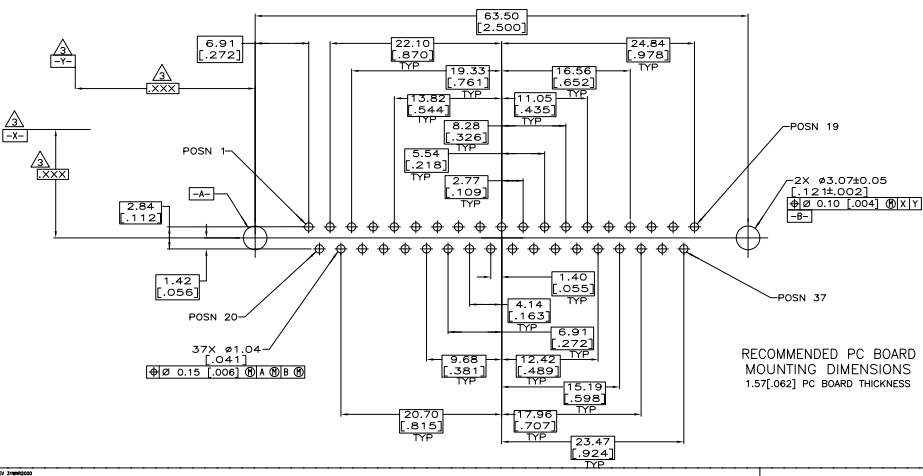 63.50
[2.500]
6.91
[.272]
22.10
[.870]
TYP
24.84
[.978]
TYP
3
-Y-
3
.XXX
19.33
[.761]
TYP
16.56
[.652]
TYP
13.82
[.544]
TYP
11.05
[.435]
TYP
3
-X-
8.28
[.326]
TYP
POSN 19
3
.XXX
POSN 1
5.54
[.218]
TYP
2.77
[.109]
TYP
2X ø3.07±0.05
[.121±.002]
⌖ Ø 0.10 [.004] Ⓜ X Y
-B-
-A-
2.84
[.112]
1.42
[.056]
1.40
[.055]
TYP
POSN 37
POSN 20
4.14
[.163]
TYP
6.91
[.272]
TYP
37X ø1.04
[.041]
⌖ Ø 0.15 [.006] Ⓜ A Ⓜ B Ⓜ
9.68
[.381]
TYP
12.42
[.489]
TYP
RECOMMENDED PC BOARD
MOUNTING DIMENSIONS
1.57[.062] PC BOARD THICKNESS
15.19
[.598]
TYP
20.70
[.815]
TYP
17.96
[.707]
TYP
23.47
[.924]
TYP